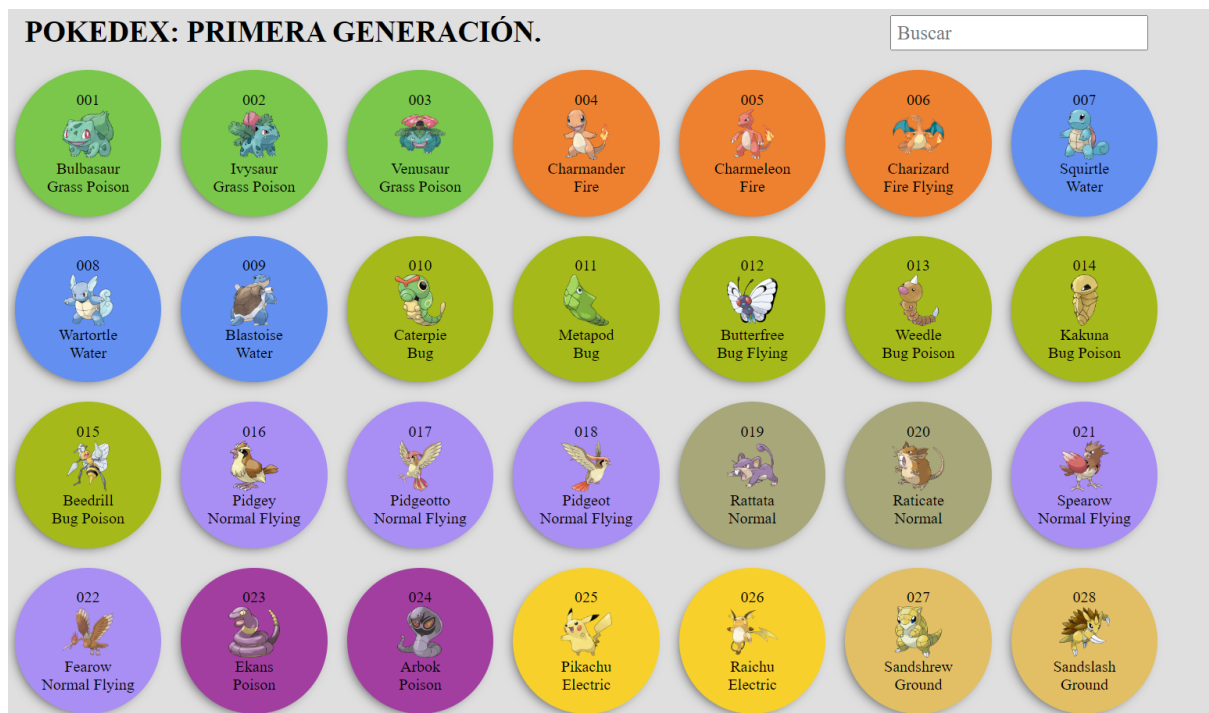 POKEDEX: PRIMERA GENERACIÓN.
Buscar
001
Bulbasaur
Grass Poison
002
Ivysaur
Grass Poison
003
Venusaur
Grass Poison
004
Charmander
Fire
005
Charmeleon
Fire
006
Charizard
Fire Flying
007
Squirtle
Water
008
Wartortle
Water
009
Blastoise
Water
010
Caterpie
Bug
011
Metapod
Bug
012
Butterfree
Bug Flying
013
Weedle
Bug Poison
014
Kakuna
Bug Poison
015
Beedrill
Bug Poison
016
Pidgey
Normal Flying
017
Pidgeotto
Normal Flying
018
Pidgeot
Normal Flying
019
Rattata
Normal
020
Raticate
Normal
021
Spearow
Normal Flying
022
Fearow
Normal Flying
023
Ekans
Poison
024
Arbok
Poison
025
Pikachu
Electric
026
Raichu
Electric
027
Sandshrew
Ground
028
Sandslash
Ground